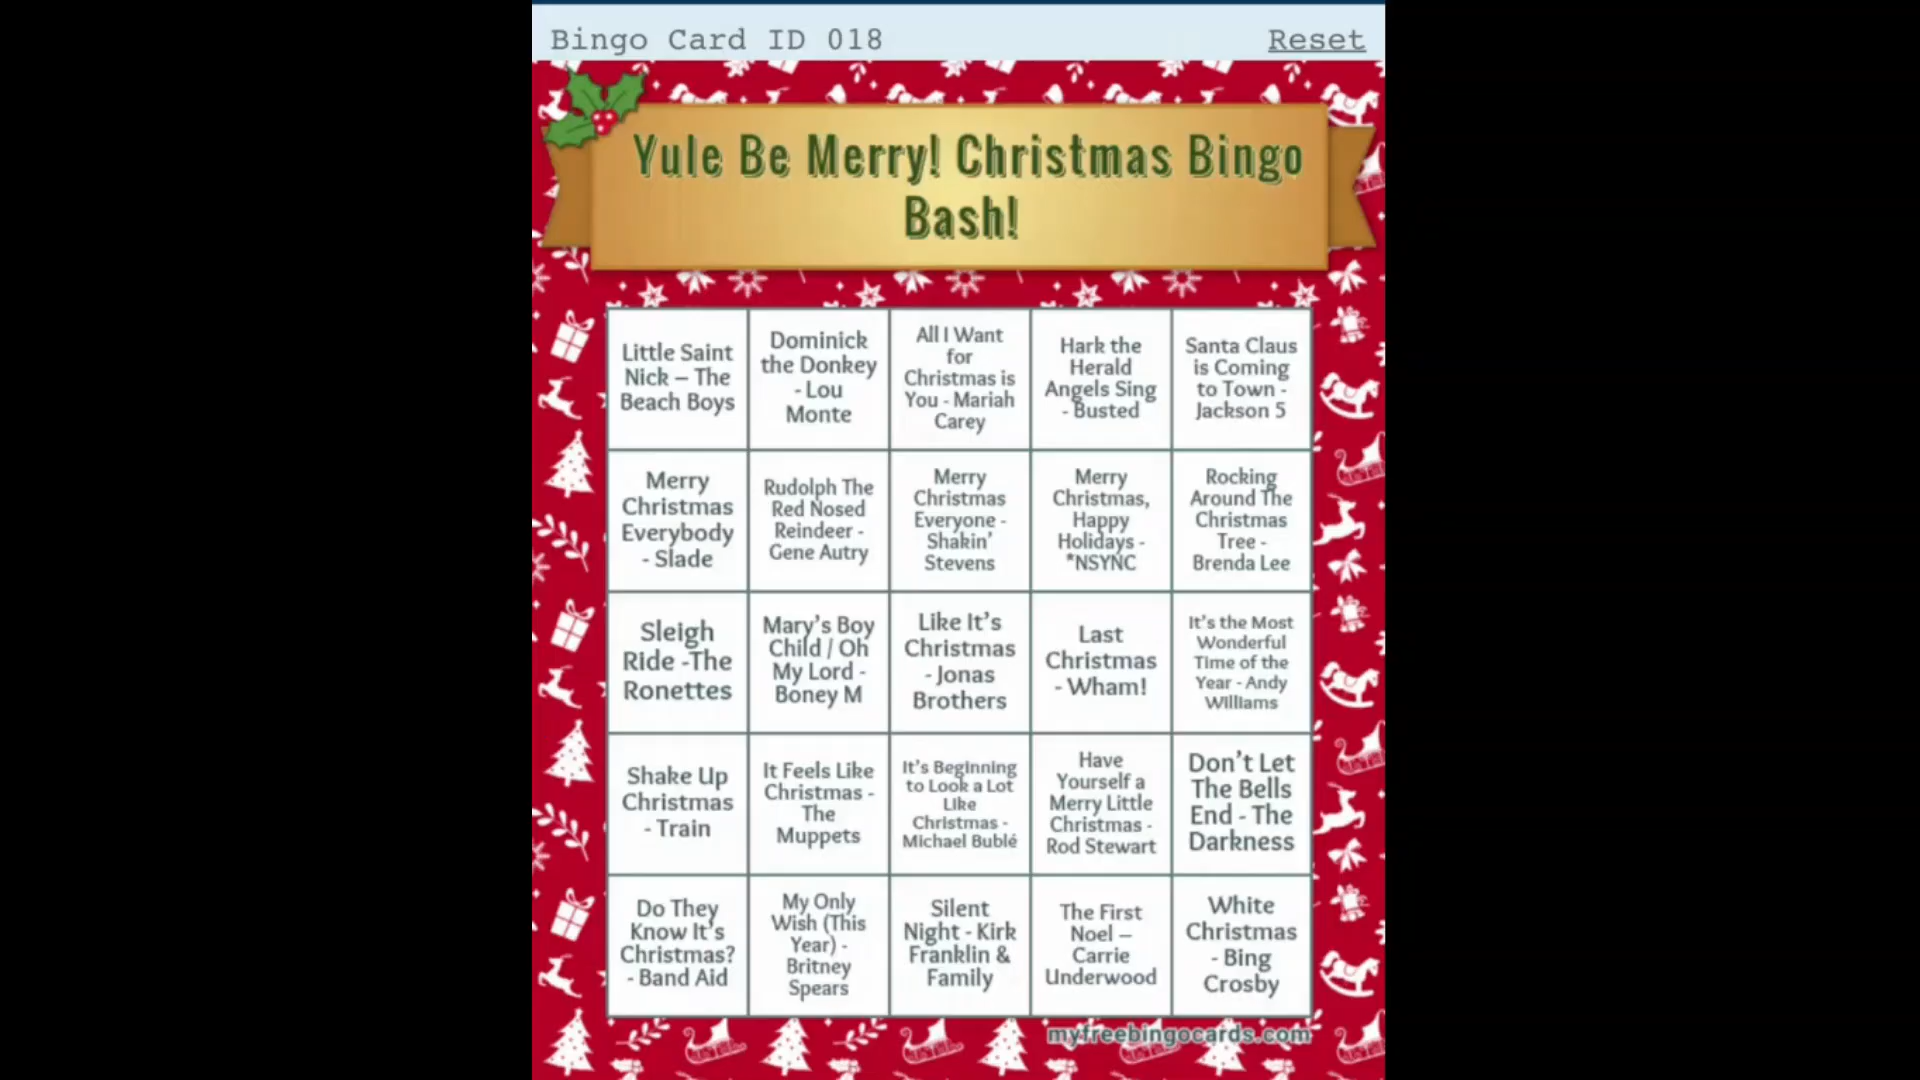 Bingo Card ID 018
Reset
Yule Be Merry! Christmas Bingo
Bash!
Little Saint
Nick – The
Beach Boys
Dominick
the Donkey
- Lou
Monte
All I Want
for
Christmas is
You - Mariah
Carey
Hark the
Herald
Angels Sing
- Busted
Santa Claus
is Coming
to Town -
Jackson 5
Merry
Christmas
Everybody
- Slade
Rudolph The
Red Nosed
Reindeer -
Gene Autry
Merry
Christmas
Everyone -
Shakin’
Stevens
Merry
Christmas,
Happy
Holidays -
*NSYNC
Rocking
Around The
Christmas
Tree -
Brenda Lee
Sleigh
Ride -The
Ronettes
Mary’s Boy
Child / Oh
My Lord -
Boney M
Like It’s
Christmas
- Jonas
Brothers
Last
Christmas
- Wham!
It’s the Most
Wonderful
Time of the
Year - Andy
Williams
Shake Up
Christmas
- Train
It Feels Like
Christmas -
The
Muppets
It’s Beginning
to Look a Lot
Like
Christmas -
Michael Bublé
Have
Yourself a
Merry Little
Christmas -
Rod Stewart
Don’t Let
The Bells
End - The
Darkness
Do They
Know It’s
Christmas?
- Band Aid
My Only
Wish (This
Year) -
Britney
Spears
Silent
Night - Kirk
Franklin &
Family
The First
Noel –
Carrie
Underwood
White
Christmas
- Bing
Crosby
myfreebingocards.com